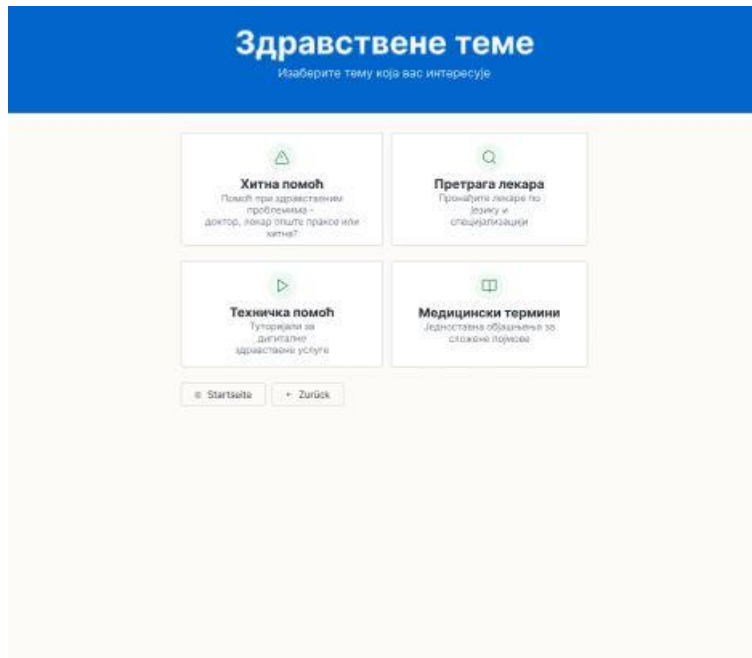 Здравствене теме
Изаберите тему која вас интересује
Хитна помоћ
Помоћ при здравственим
проблемима -
доктор, лекар опште праксе или
хитна?
Претрага лекара
Пронађите лекаре по
језику и
специјализацији
Техничка помоћ
Туторијали за
дигиталне
здравствене услуге
Медицински термини
Једноставна објашњења за
сложене појмове
Startseite
← Zurück